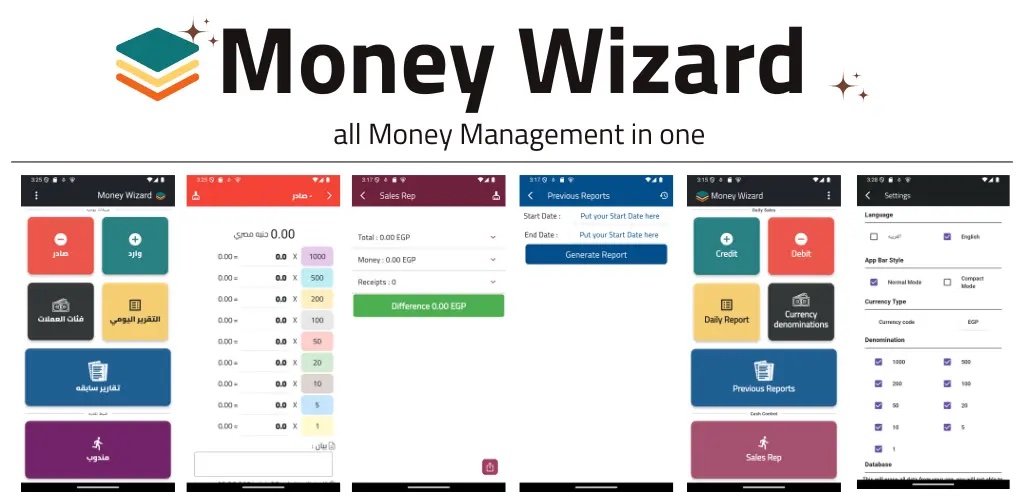 Money Wizard
all Money Management in one
3:25
Money Wizard
صادر
وارد
فئات العملات
التقرير اليومي
تقارير سابقه
مندوب
صادر -
0.00 جنيه مصري
0.00 = 0.0 X 1000
0.00 = 0.0 X 500
0.00 = 0.0 X 200
0.00 = 0.0 X 100
0.00 = 0.0 X 50
0.00 = 0.0 X 20
0.00 = 0.0 X 10
0.00 = 0.0 X 5
0.00 = 0.0 X 1
بيان :
3:17
Sales Rep
Total : 0.00 EGP
Money : 0.00 EGP
Receipts : 0
Difference 0.00 EGP
3:17
Previous Reports
Start Date : Put your Start Date here
End Date : Put your Start Date here
Generate Report
3:15
Money Wizard
Daily Sales
Credit
Debit
Daily Report
Currency
denominations
Previous Reports
Cash Control
Sales Rep
3:28
Settings
Language
العربية
English
App Bar Style
Normal Mode
Compact
Mode
Currency Type
Currency code EGP
Denomination
1000 500
200 100
50 20
10 5
1
Database